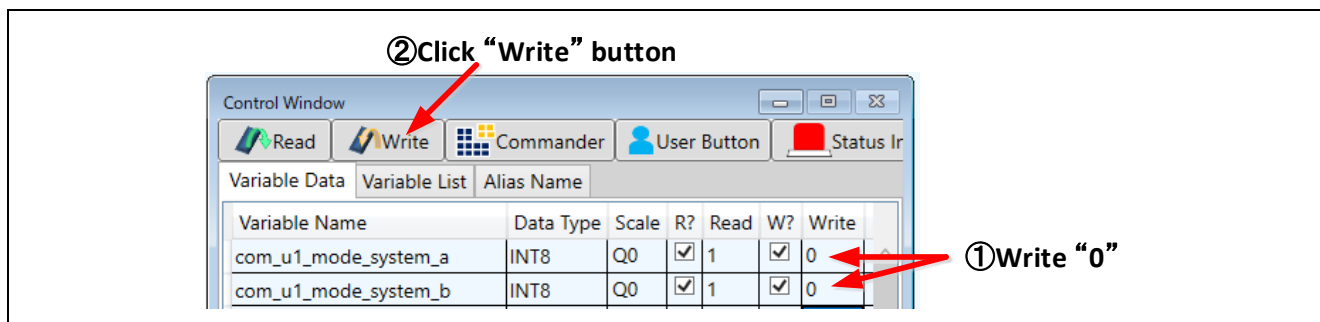 ②Click “Write” button
Control Window
Read Write Commander User Button Status In
Variable Data Variable List Alias Name
Variable Name Data Type Scale R? Read W? Write
com_u1_mode_system_a INT8 Q0 1 0
①Write “0”
com_u1_mode_system_b INT8 Q0 1 0